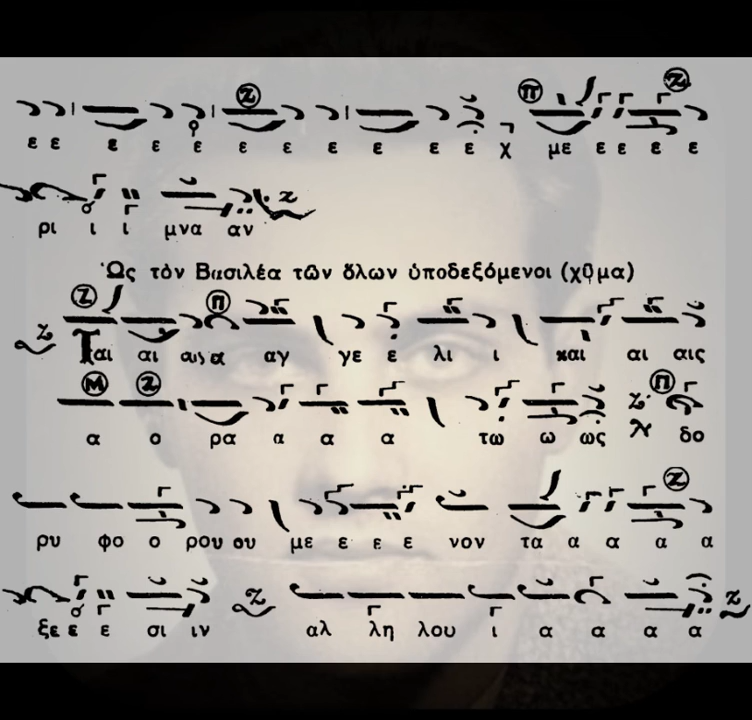 Ⓩ Ⓟ Ⓩ
ε ε ε ε ε ε ε ε ε ε ε χ με ε ε ε ε
ρι ι ι μνα αν
Ὡς τὸν Βασιλέα τῶν ὅλων ὑποδεξόμενοι (χῦμα)
Ται αι αγ γε ε λι ι και αι αις
α ο ρα α α α τω ω ως δο
ρυ φο ο ρου ου με ε ε ε νον τα α α α α
ξε ε ε σι ιν αλ λη λου ι α α α α